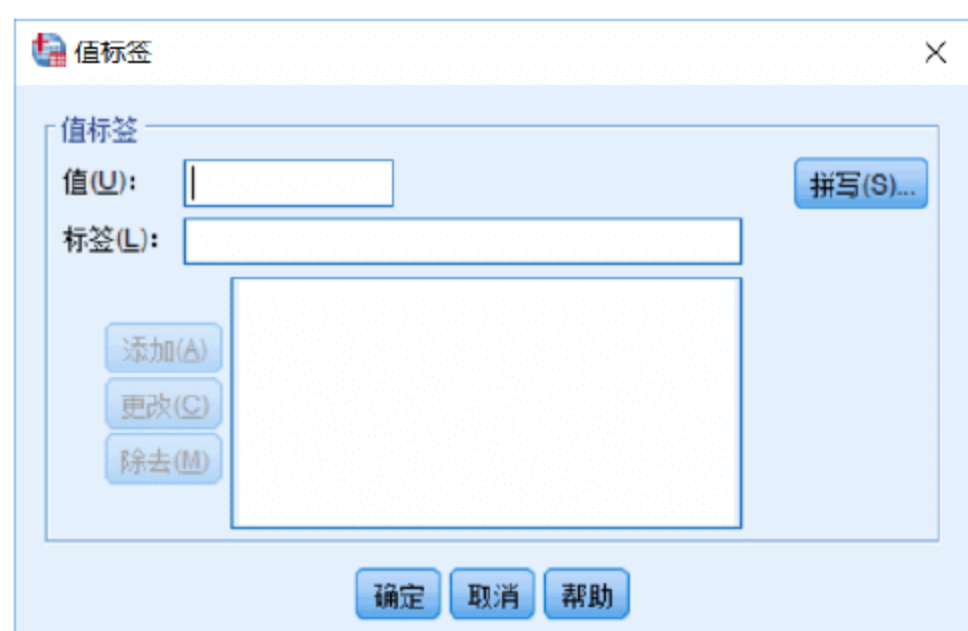 值标签
值标签
值(U):
拼写(S)...
标签(L):
添加(A)
更改(C)
除去(M)
确定 取消 帮助